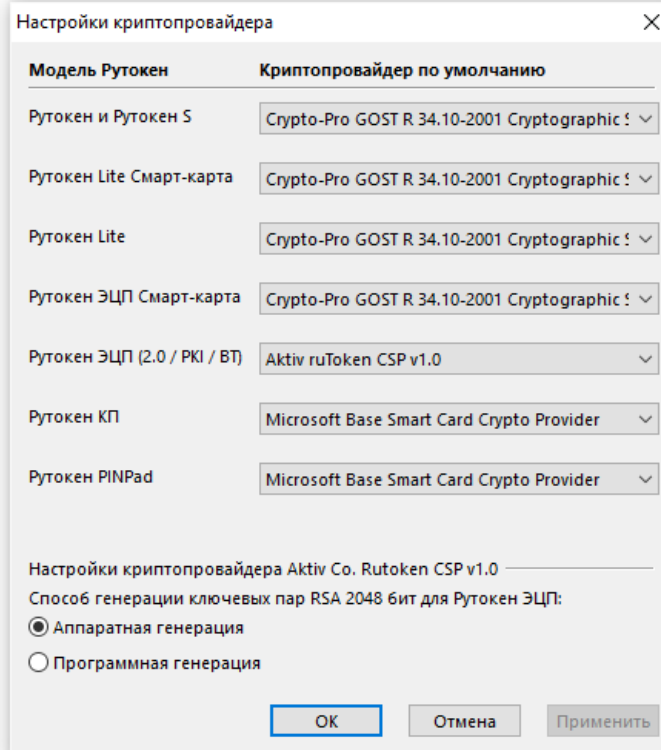 Настройки криптопровайдера
Модель Рутокен Криптопровайдер по умолчанию
Рутокен и Рутокен S Crypto-Pro GOST R 34.10-2001 Cryptographic
Рутокен Lite Смарт-карта Crypto-Pro GOST R 34.10-2001 Cryptographic
Рутокен Lite Crypto-Pro GOST R 34.10-2001 Cryptographic
Рутокен ЭЦП Смарт-карта Crypto-Pro GOST R 34.10-2001 Cryptographic
Рутокен ЭЦП (2.0 / PKI / BT) Aktiv ruToken CSP v1.0
Рутокен КП Microsoft Base Smart Card Crypto Provider
Рутокен PINPad Microsoft Base Smart Card Crypto Provider
Настройки криптопровайдера Aktiv Co. Rutoken CSP v1.0
Способ генерации ключевых пар RSA 2048 бит для Рутокен ЭЦП:
Аппаратная генерация
Программная генерация
ОК Отмена Применить